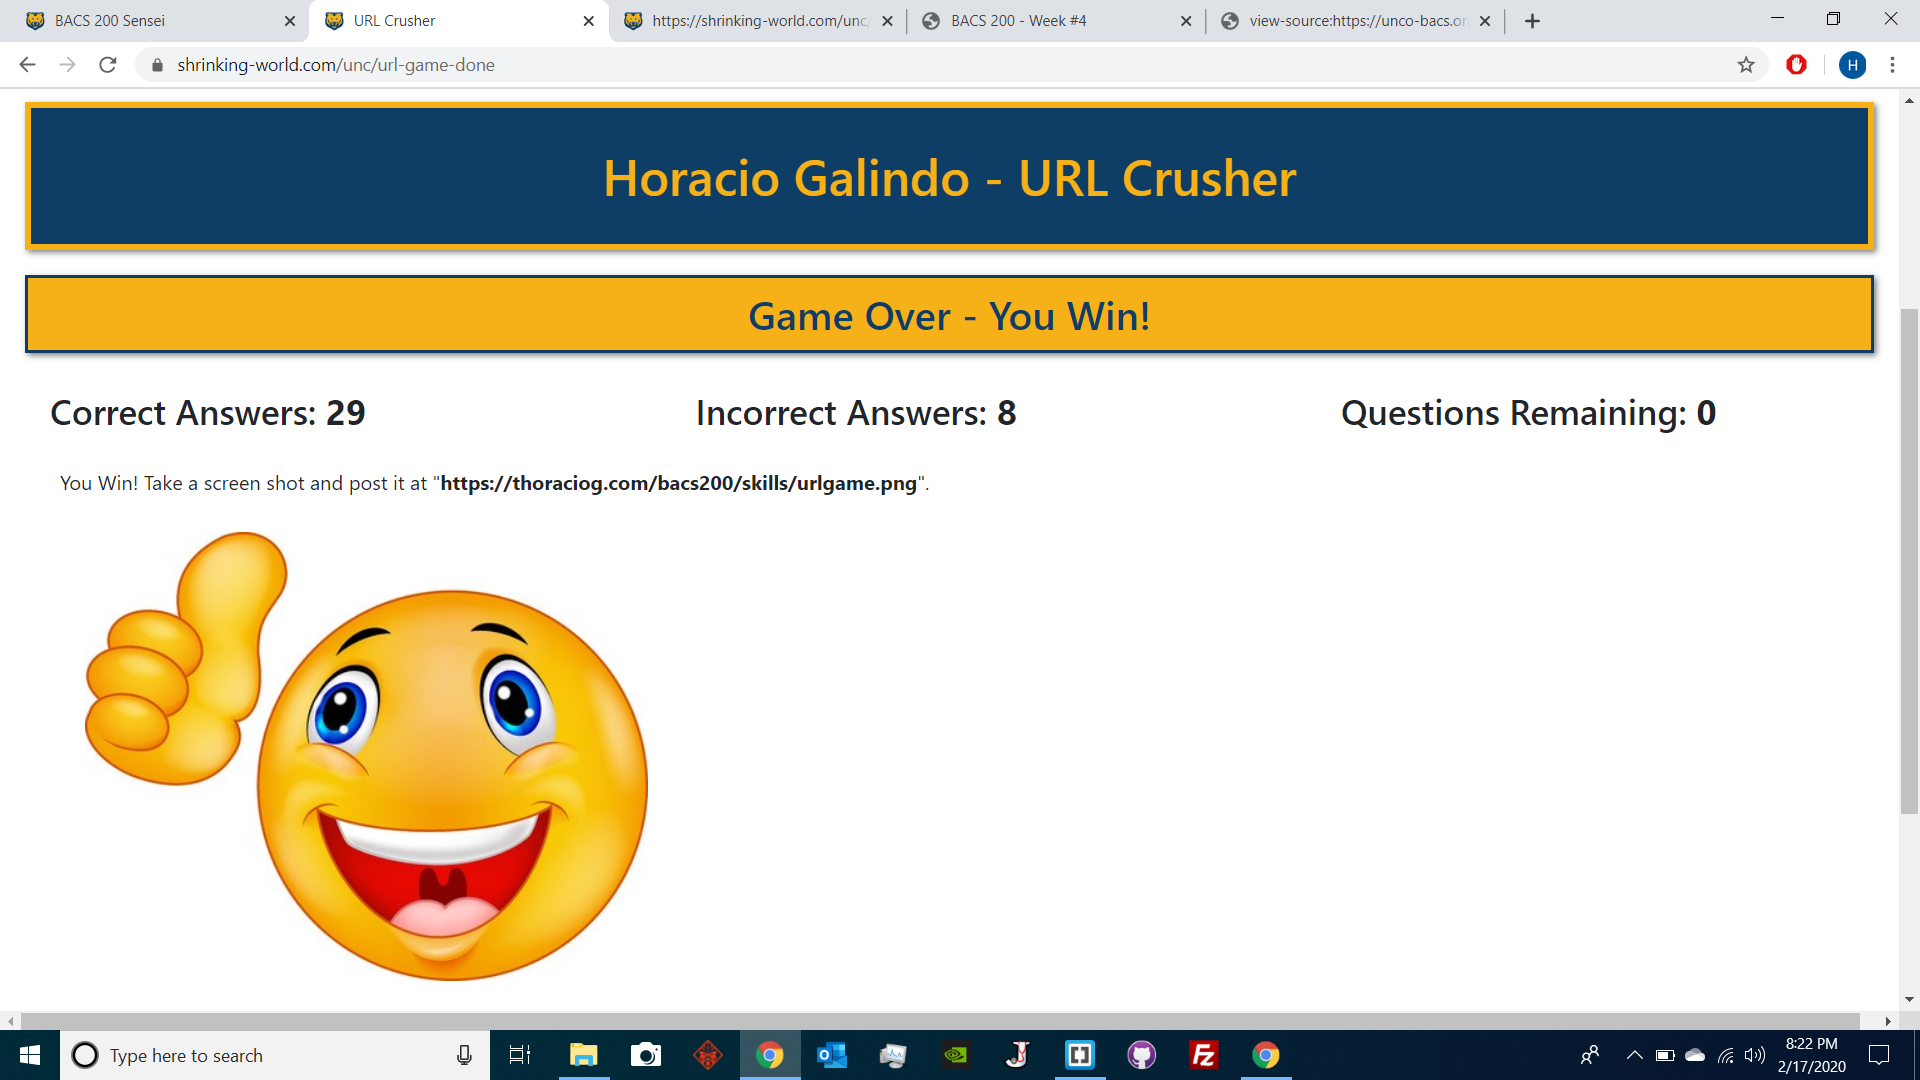 BACS 200 Sensei
URL Crusher
https://shrinking-world.com/unc/
BACS 200 - Week #4
view-source:https://unco-bacs.or
shrinking-world.com/unc/url-game-done
H
Horacio Galindo - URL Crusher
Game Over - You Win!
Correct Answers: 29
Incorrect Answers: 8
Questions Remaining: 0
You Win! Take a screen shot and post it at "https://thoraciog.com/bacs200/skills/urlgame.png".
Type here to search
J
Fz
8:22 PM
2/17/2020